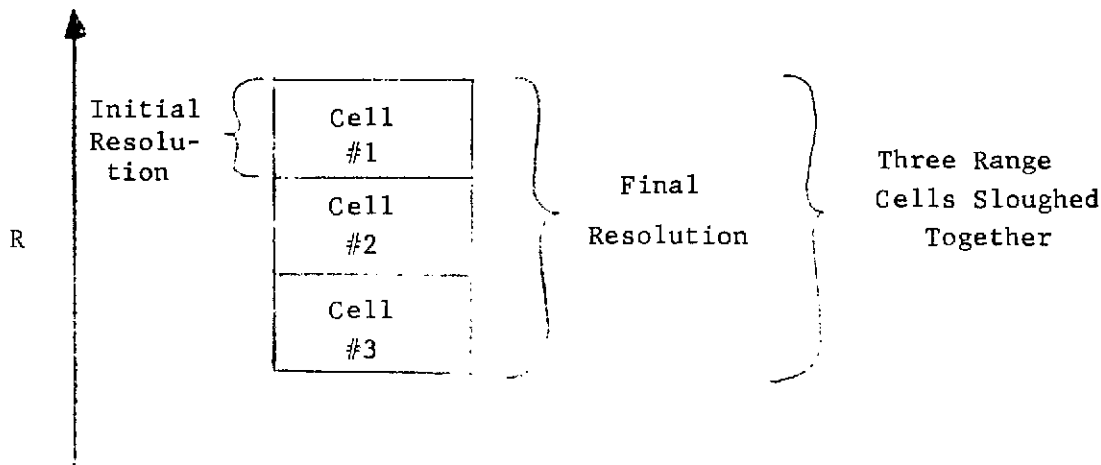 Initial
Resolu-
tion
R
Cell
#1
Cell
#2
Cell
#3
Final
Resolution
Three Range
Cells Sloughed
Together